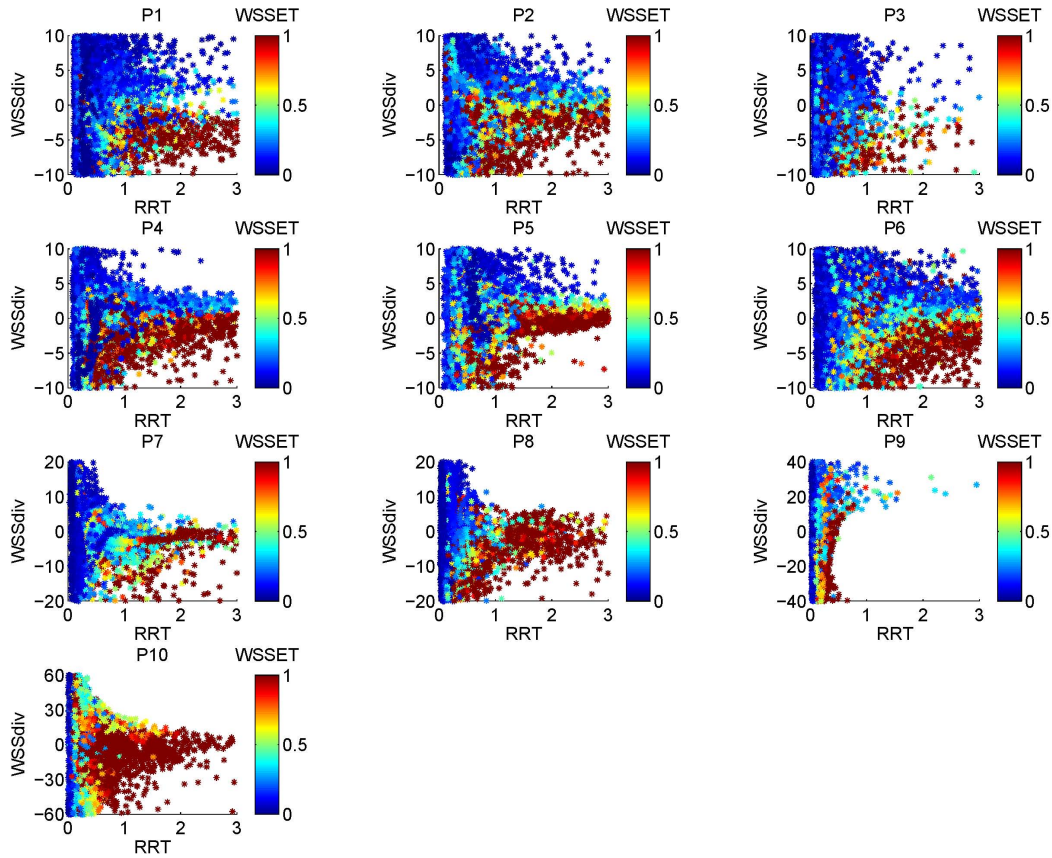 P1 WSSET
10
5
0
−5
−10
WSSdiv
0 1 2 3
RRT
1
0.5
0
P2 WSSET
10
5
0
−5
−10
WSSdiv
0 1 2 3
RRT
1
0.5
0
P3 WSSET
10
5
0
−5
−10
WSSdiv
0 1 2 3
RRT
1
0.5
0
P4 WSSET
10
5
0
−5
−10
WSSdiv
0 1 2 3
RRT
1
0.5
0
P5 WSSET
10
5
0
−5
−10
WSSdiv
0 1 2 3
RRT
1
0.5
0
P6 WSSET
10
5
0
−5
−10
WSSdiv
0 1 2 3
RRT
1
0.5
0
P7 WSSET
20
10
0
−10
−20
WSSdiv
0 1 2 3
RRT
1
0.5
0
P8 WSSET
20
10
0
−10
−20
WSSdiv
0 1 2 3
RRT
1
0.5
0
P9 WSSET
40
20
0
−20
−40
WSSdiv
0 1 2 3
RRT
1
0.5
0
P10 WSSET
60
30
0
−30
−60
WSSdiv
0 1 2 3
RRT
1
0.5
0